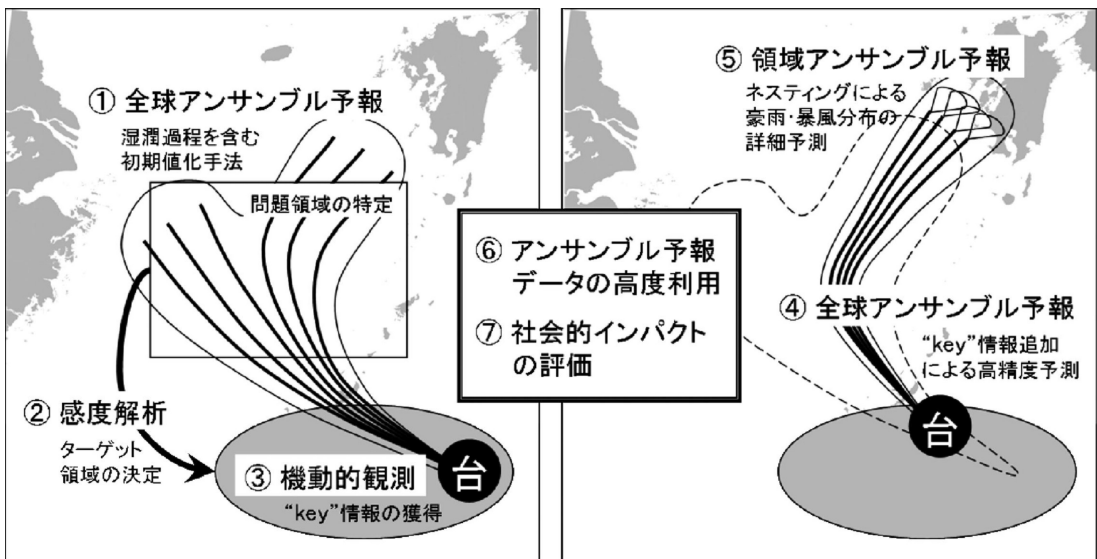 ① 全球アンサンブル予報
湿潤過程を含む
初期値化手法
問題領域の特定
② 感度解析
ターゲット
領域の決定
③ 機動的観測
“key”情報の獲得
台
⑥ アンサンブル予報
データの高度利用
⑦ 社会的インパクト
の評価
⑤ 領域アンサンブル予報
ネスティングによる
豪雨・暴風分布の
詳細予測
④ 全球アンサンブル予報
“key”情報追加
による高精度予測
台